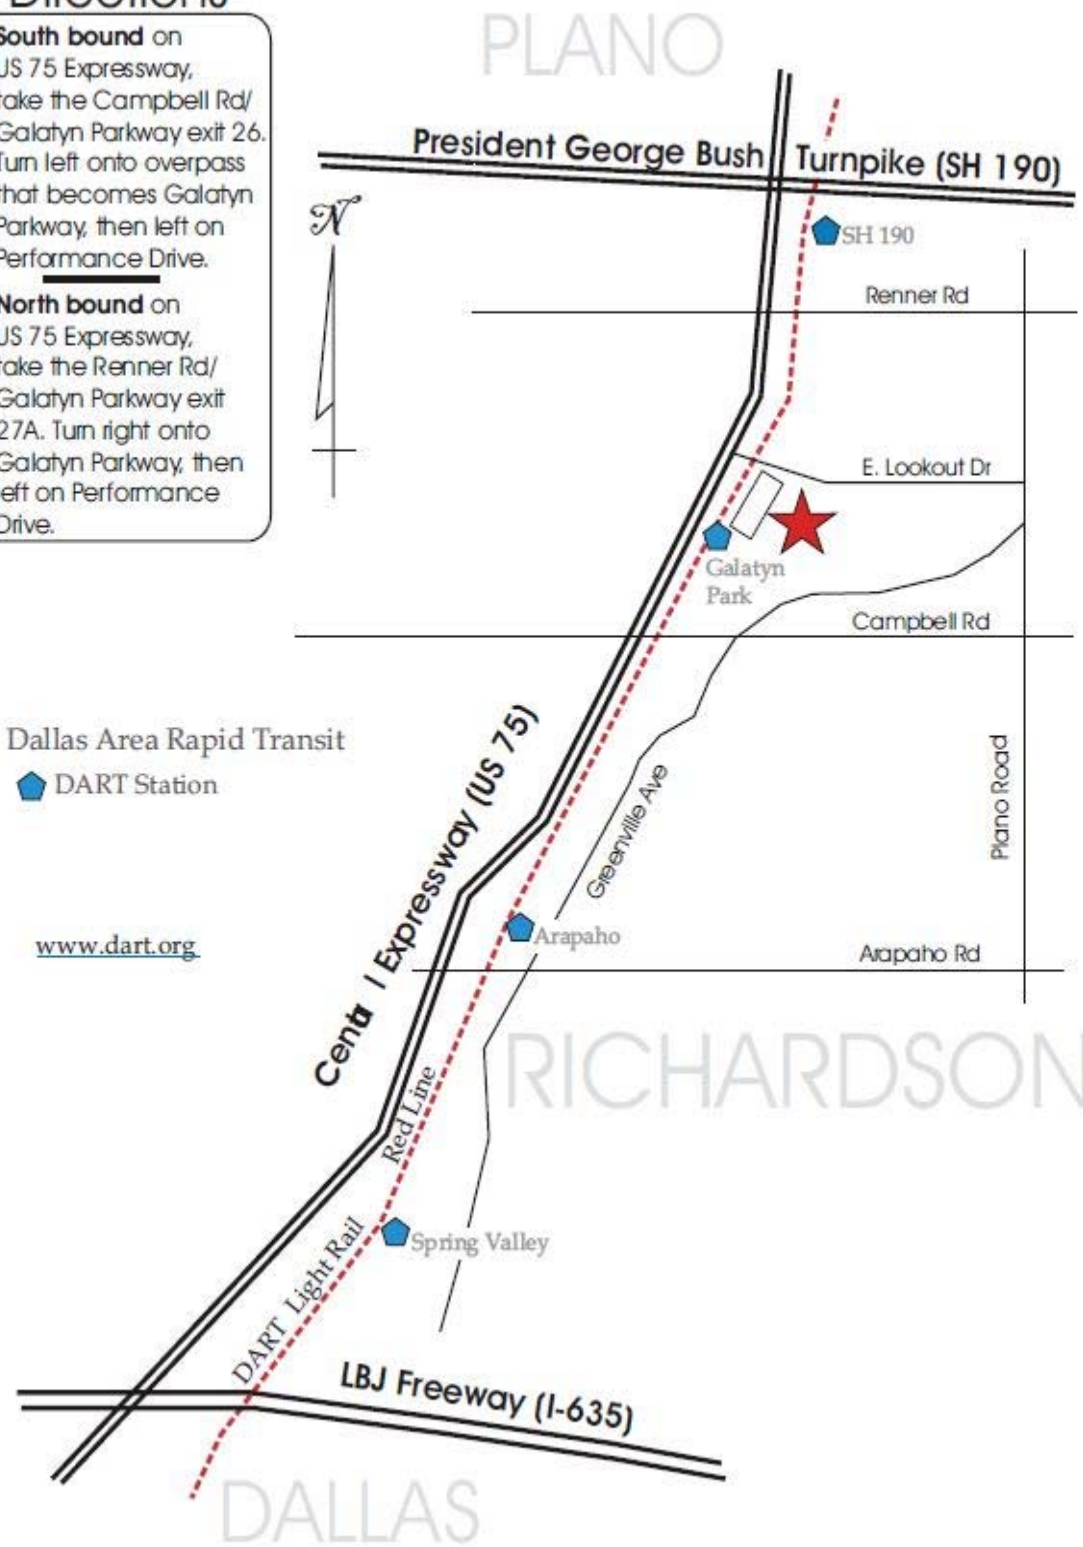 Directions
South bound on
US 75 Expressway,
take the Campbell Rd/
Galatyn Parkway exit 26.
Turn left onto overpass
that becomes Galatyn
Parkway, then left on
Performance Drive.
North bound on
US 75 Expressway,
take the Renner Rd/
Galatyn Parkway exit
27A. Turn right onto
Galatyn Parkway, then
left on Performance
Drive.
PLANO
President George Bush Turnpike (SH 190)
N
SH 190
Renner Rd
E. Lookout Dr
Galatyn
Park
Campbell Rd
Dallas Area Rapid Transit
DART Station
www.dart.org
Central Expressway (US 75)
Greenville Ave
Plano Road
Arapaho
Arapaho Rd
RICHARDSON
Red Line
Spring Valley
DART Light Rail
LBJ Freeway (I-635)
DALLAS